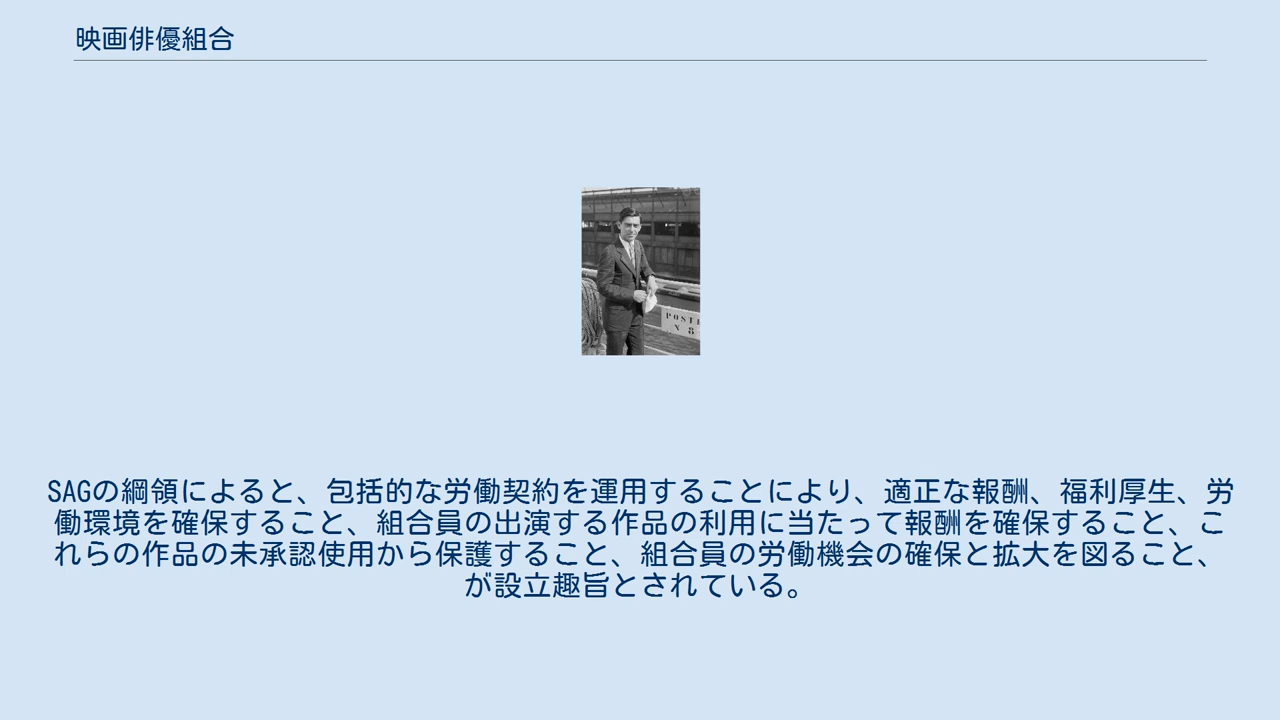 映画俳優組合
POSTE
N 8
SAGの綱領によると、包括的な労働契約を運用することにより、適正な報酬、福利厚生、労
働環境を確保すること、組合員の出演する作品の利用に当たって報酬を確保すること、こ
れらの作品の未承認使用から保護すること、組合員の労働機会の確保と拡大を図ること、
が設立趣旨とされている。